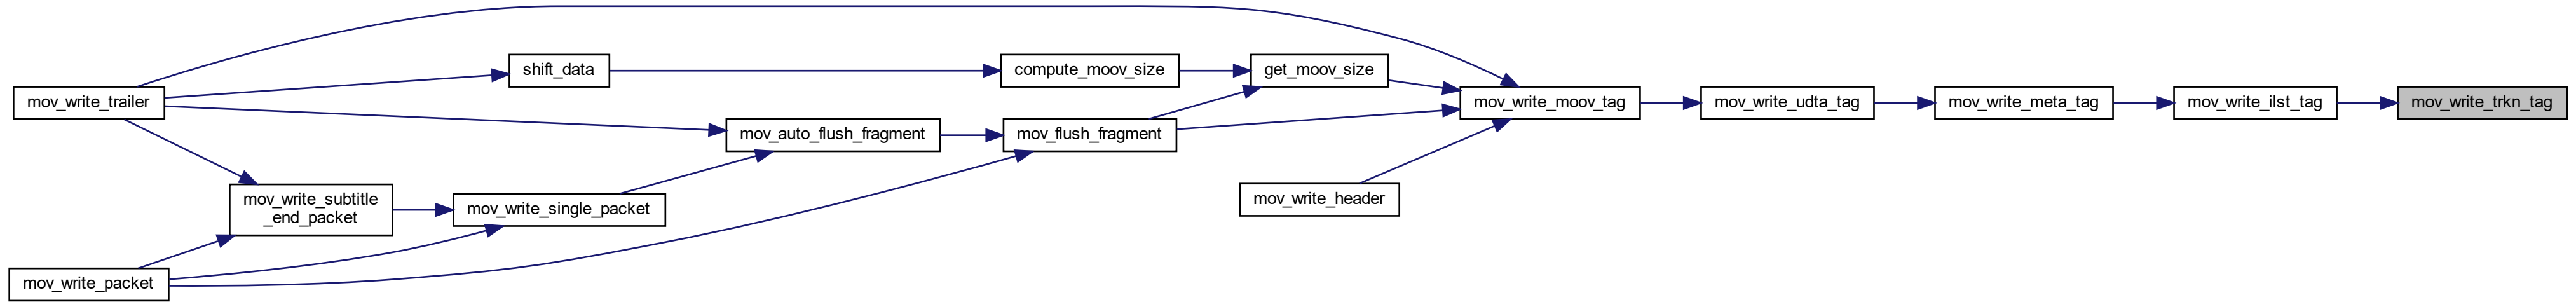 shift_data
compute_moov_size
get_moov_size
mov_write_trailer
mov_write_moov_tag
mov_write_udta_tag
mov_write_meta_tag
mov_write_ilst_tag
mov_write_trkn_tag
mov_auto_flush_fragment
mov_flush_fragment
mov_write_subtitle
_end_packet
mov_write_single_packet
mov_write_header
mov_write_packet